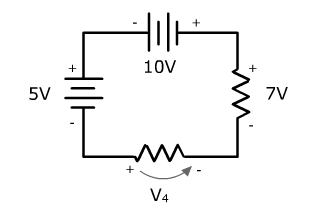 - +
10V
+
5V
-
+
7V
-
+ -
V₄